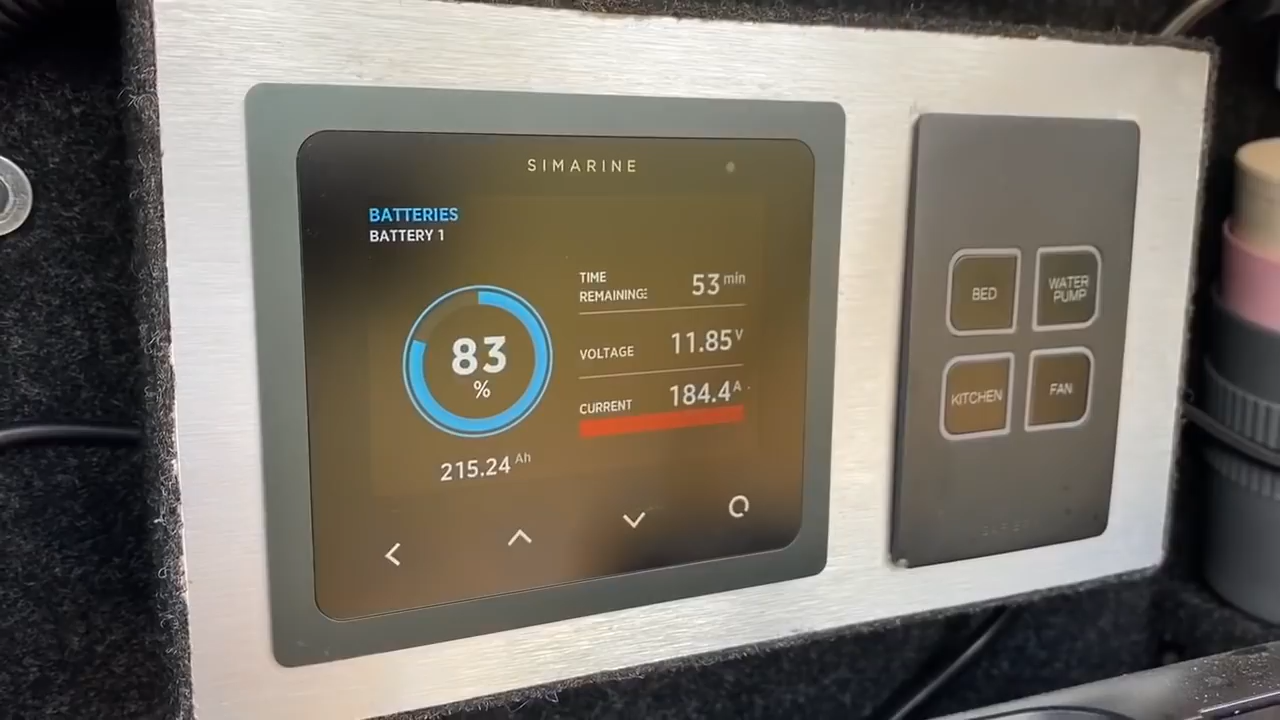 SIMARINE
BATTERIES
BATTERY 1
83
%
215.24 Ah
TIME
REMAINING:
53 min
VOLTAGE
11.85 V
CURRENT
184.4 A
BED
WATER
PUMP
KITCHEN
FAN